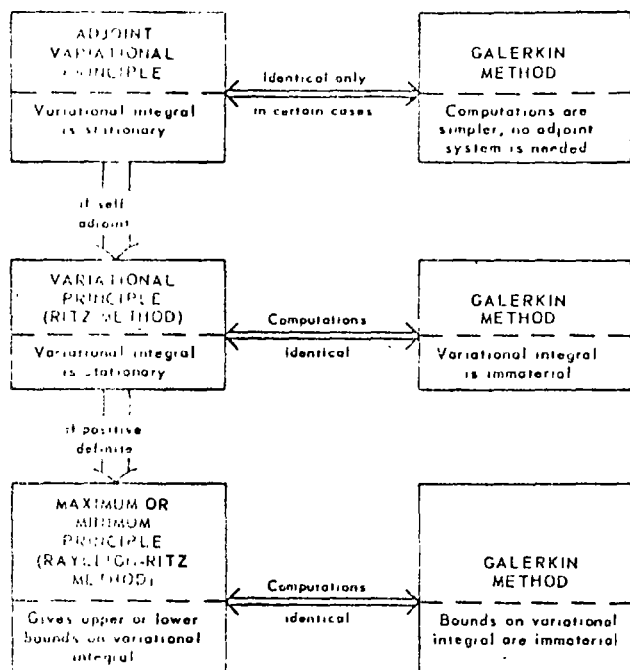 ADJOINT
VARIATIONAL
PRINCIPLE
Variational integral
is stationary
Identical only
in certain cases
GALERKIN
METHOD
Computations are
simpler, no adjoint
system is needed
if self
adjoint
VARIATIONAL
PRINCIPLE
(RITZ METHOD)
Variational integral
is stationary
Computations
Identical
GALERKIN
METHOD
Variational integral
is immaterial
if positive
definite
MAXIMUM OR
MINIMUM
PRINCIPLE
(RAYLEIGH-RITZ
METHOD)
Gives upper or lower
bounds on variational
integral
Computations
identical
GALERKIN
METHOD
Bounds on variational
integral are immaterial